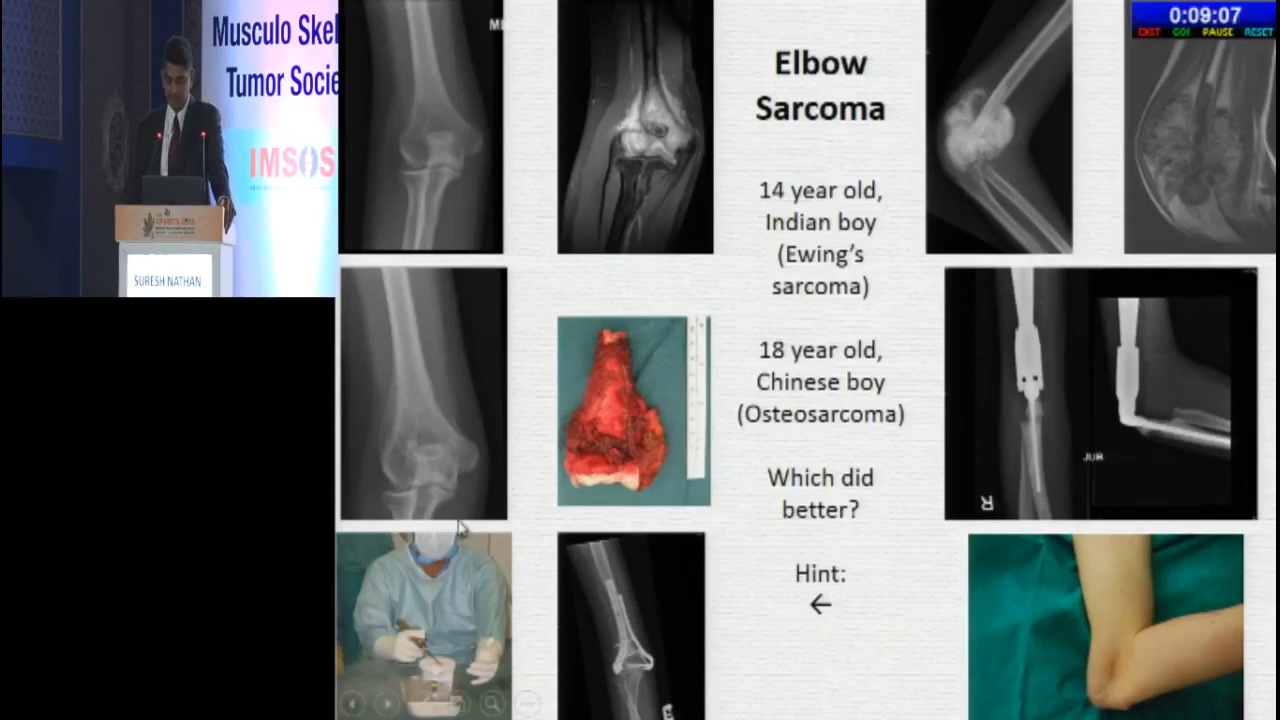 Musculo Skel
Tumor Socie
IMSOS
SURESH NATHAN
Elbow
Sarcoma
14 year old,
Indian boy
(Ewing's
sarcoma)
18 year old,
Chinese boy
(Osteosarcoma)
Which did
better?
Hint:
←
0:09:07
EXIT GO! PAUSE RESET
JUB
R